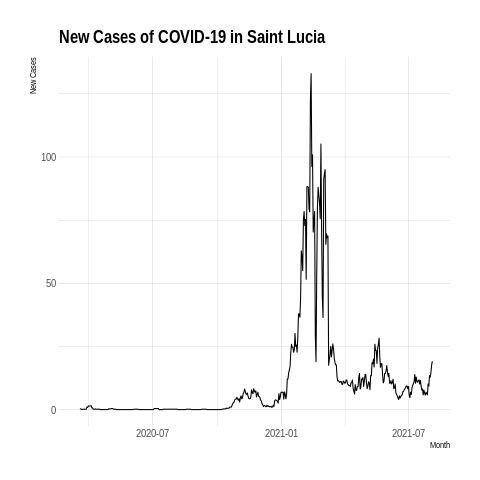 New Cases of COVID-19 in Saint Lucia
New Cases
100
50
0
2020-07
2021-01
2021-07
Month